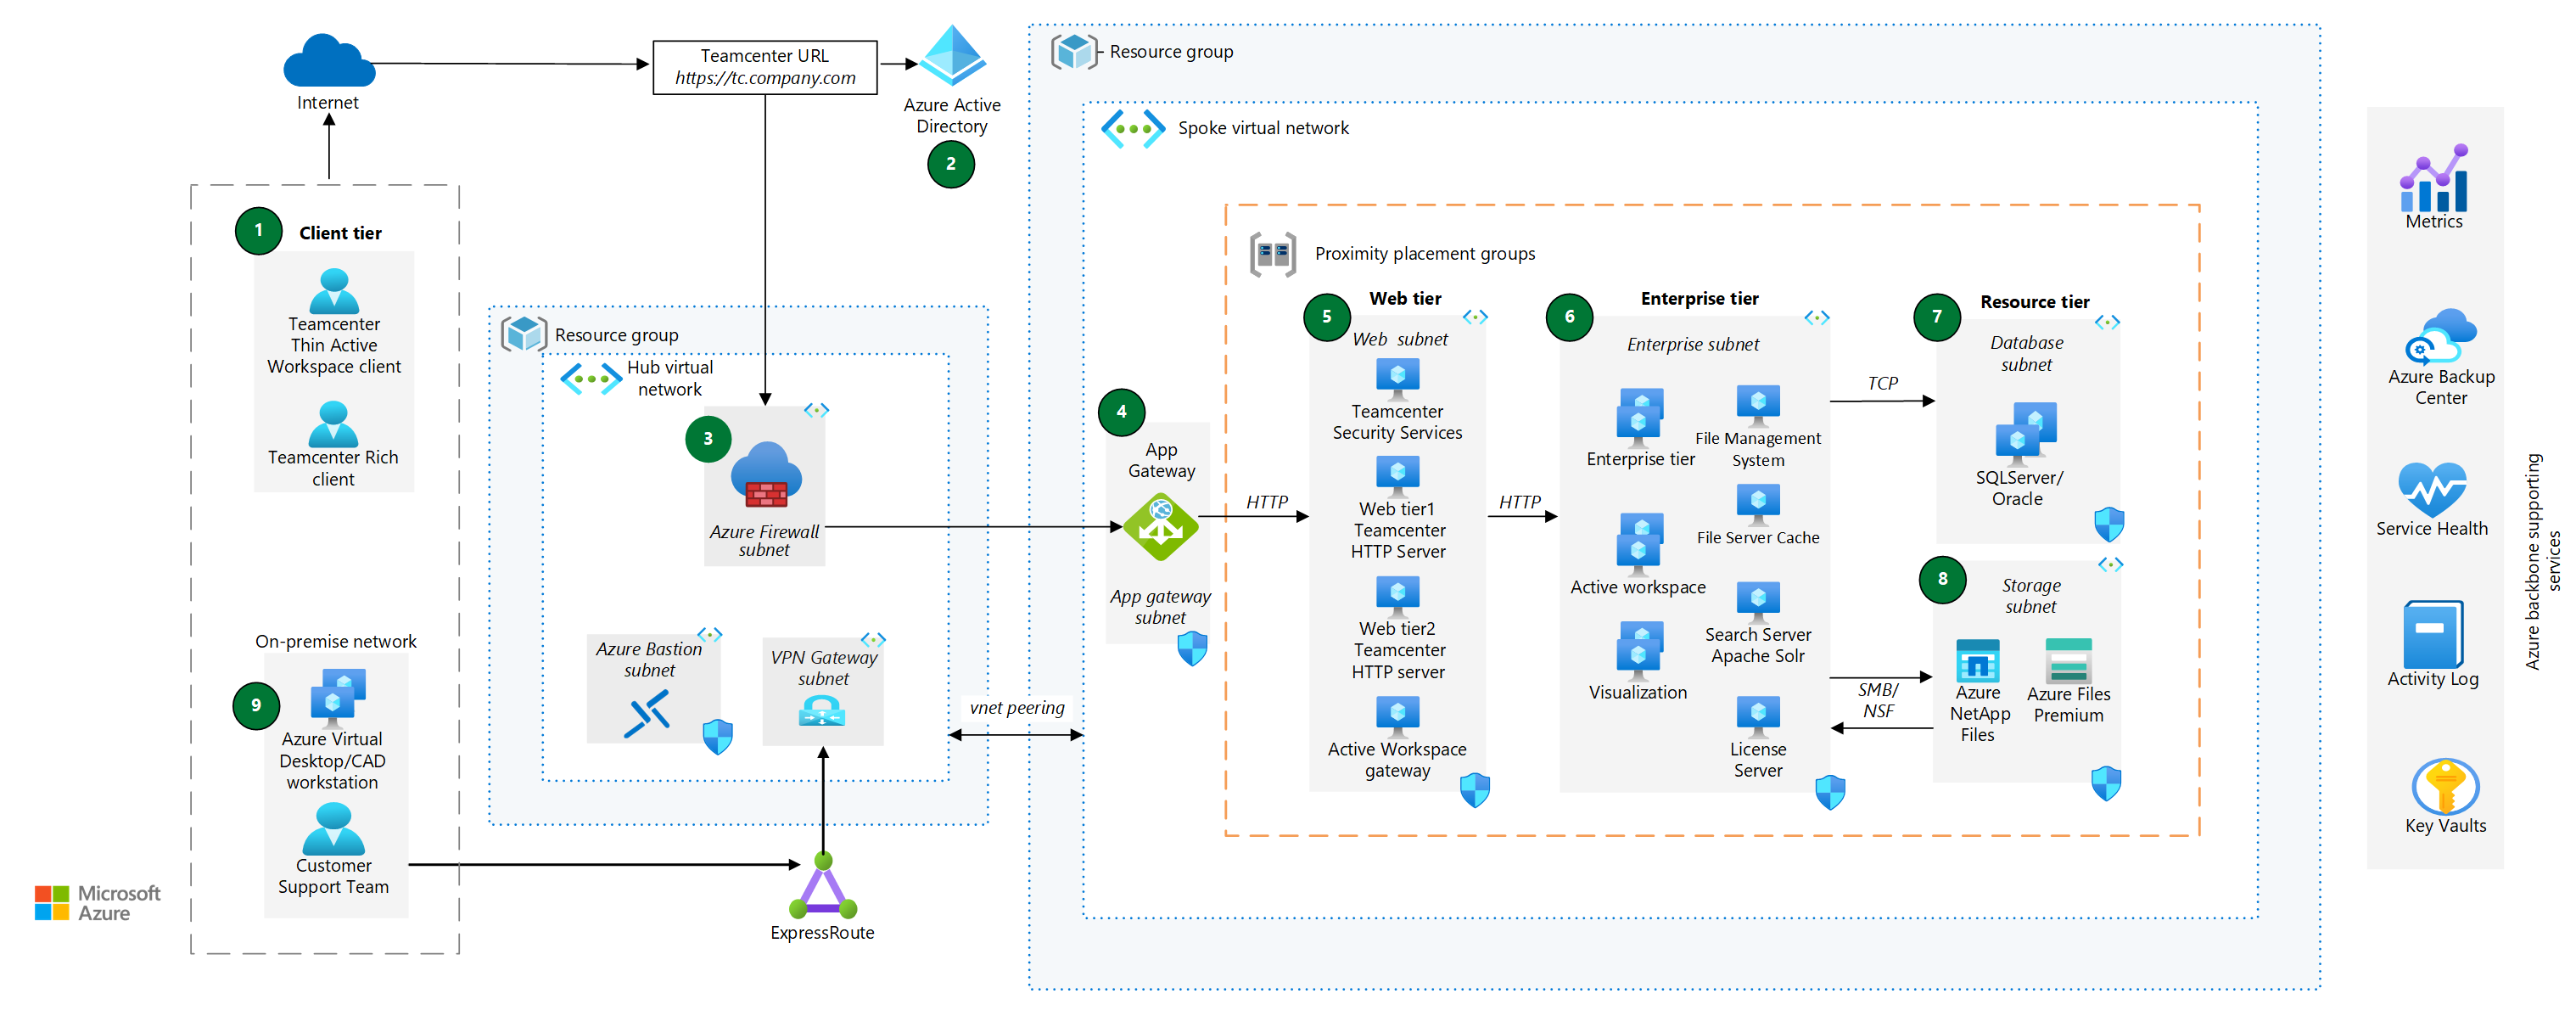 Internet
Teamcenter URL
https://tc.company.com
Azure Active
Directory
2
1
Client tier
Teamcenter
Thin Active
Workspace client
Teamcenter Rich
client
On-premise network
9
Azure Virtual
Desktop/CAD
workstation
Customer
Support Team
Microsoft
Azure
Resource group
Hub virtual
network
3
Azure Firewall
subnet
Azure Bastion
subnet
VPN Gateway
subnet
ExpressRoute
vnet peering
Resource group
Spoke virtual network
4
App
Gateway
App gateway
subnet
HTTP
Proximity placement groups
5
Web tier
Web subnet
Teamcenter
Security Services
Web tier1
Teamcenter
HTTP Server
Web tier2
Teamcenter
HTTP server
Active Workspace
gateway
HTTP
6
Enterprise tier
Enterprise subnet
Enterprise tier
Active workspace
Visualization
File Management
System
File Server Cache
Search Server
Apache Solr
License
Server
TCP
SMB/
NSF
7
Resource tier
Database
subnet
SQLServer/
Oracle
8
Storage
subnet
Azure
NetApp
Files
Azure Files
Premium
Metrics
Azure Backup
Center
Service Health
Activity Log
Key Vaults
Azure backbone supporting
services